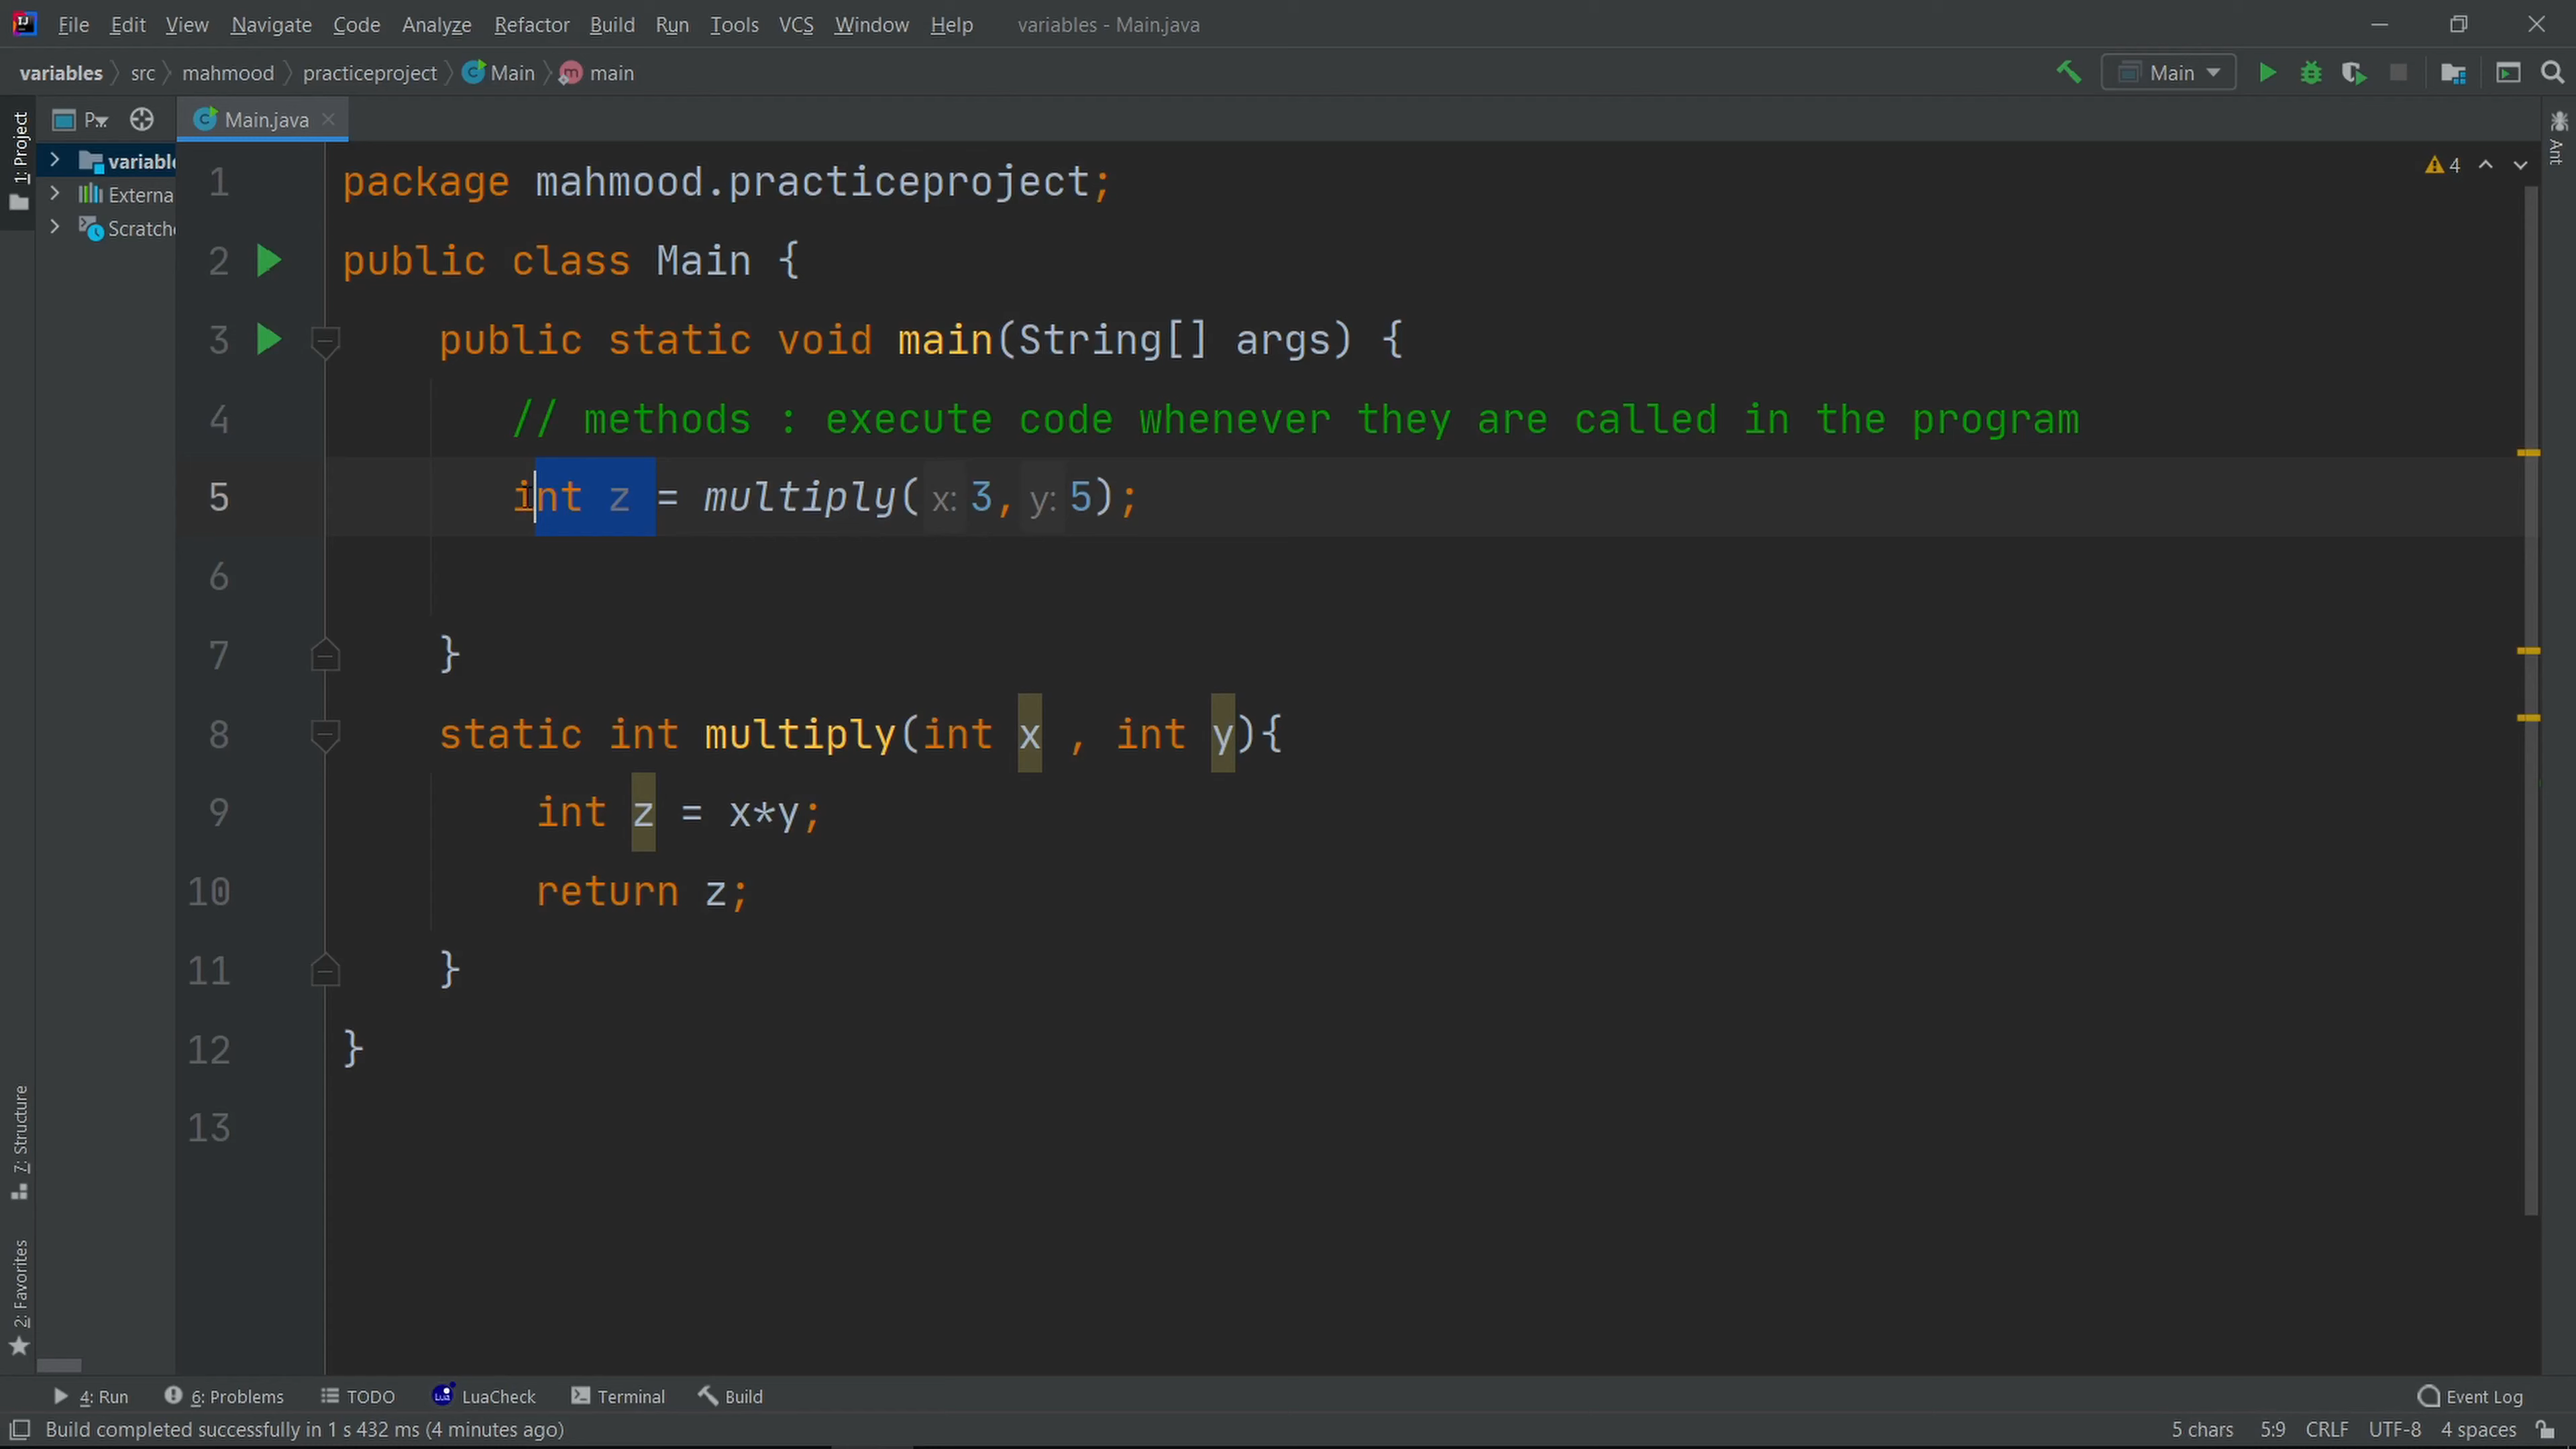 File Edit View Navigate Code Analyze Refactor Build Run Tools VCS Window Help variables - Main.java
variables src mahmood practiceproject Main main Main
1: Project
P...
Main.java
variabl
Externa
Scratch
4
Ant
1 package mahmood.practiceproject;
2 public class Main {
3 public static void main(String[] args) {
4 // methods : execute code whenever they are called in the program
5 int z = multiply( x: 3, y: 5);
6
7 }
8 static int multiply(int x , int y){
9 int z = x*y;
10 return z;
11 }
12 }
13
7: Structure
2: Favorites
4: Run 6: Problems TODO LuaCheck Terminal Build Event Log
Build completed successfully in 1 s 432 ms (4 minutes ago) 5 chars 5:9 CRLF UTF-8 4 spaces